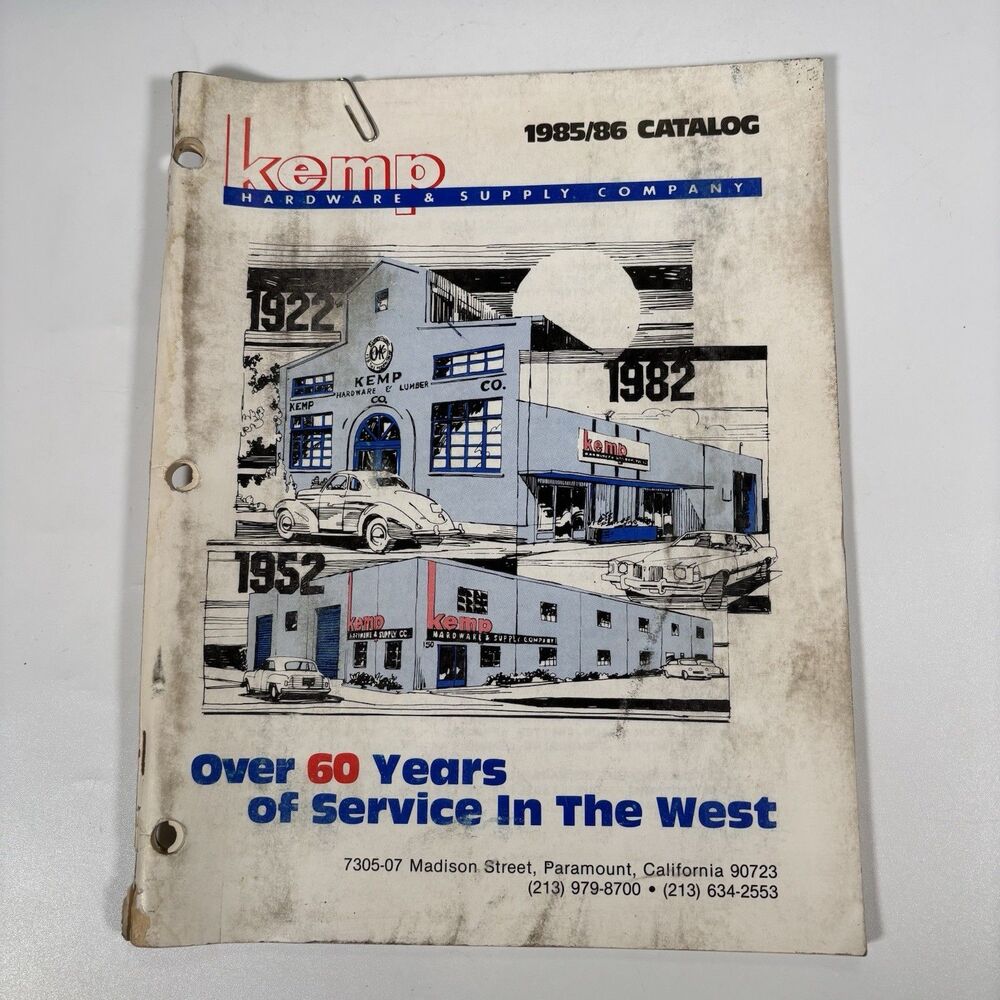 1985/86 CATALOG
kemp
HARDWARE & SUPPLY COMPANY
1922
OK
KEMP
HARDWARE & LUMBER
CO.
CO.
KEMP
1982
kemp
1952
kemp
HARDWARE & SUPPLY CO.
kemp
HARDWARE & SUPPLY COMPANY
Over 60 Years
of Service In The West
7305-07 Madison Street, Paramount, California 90723
(213) 979-8700 • (213) 634-2553